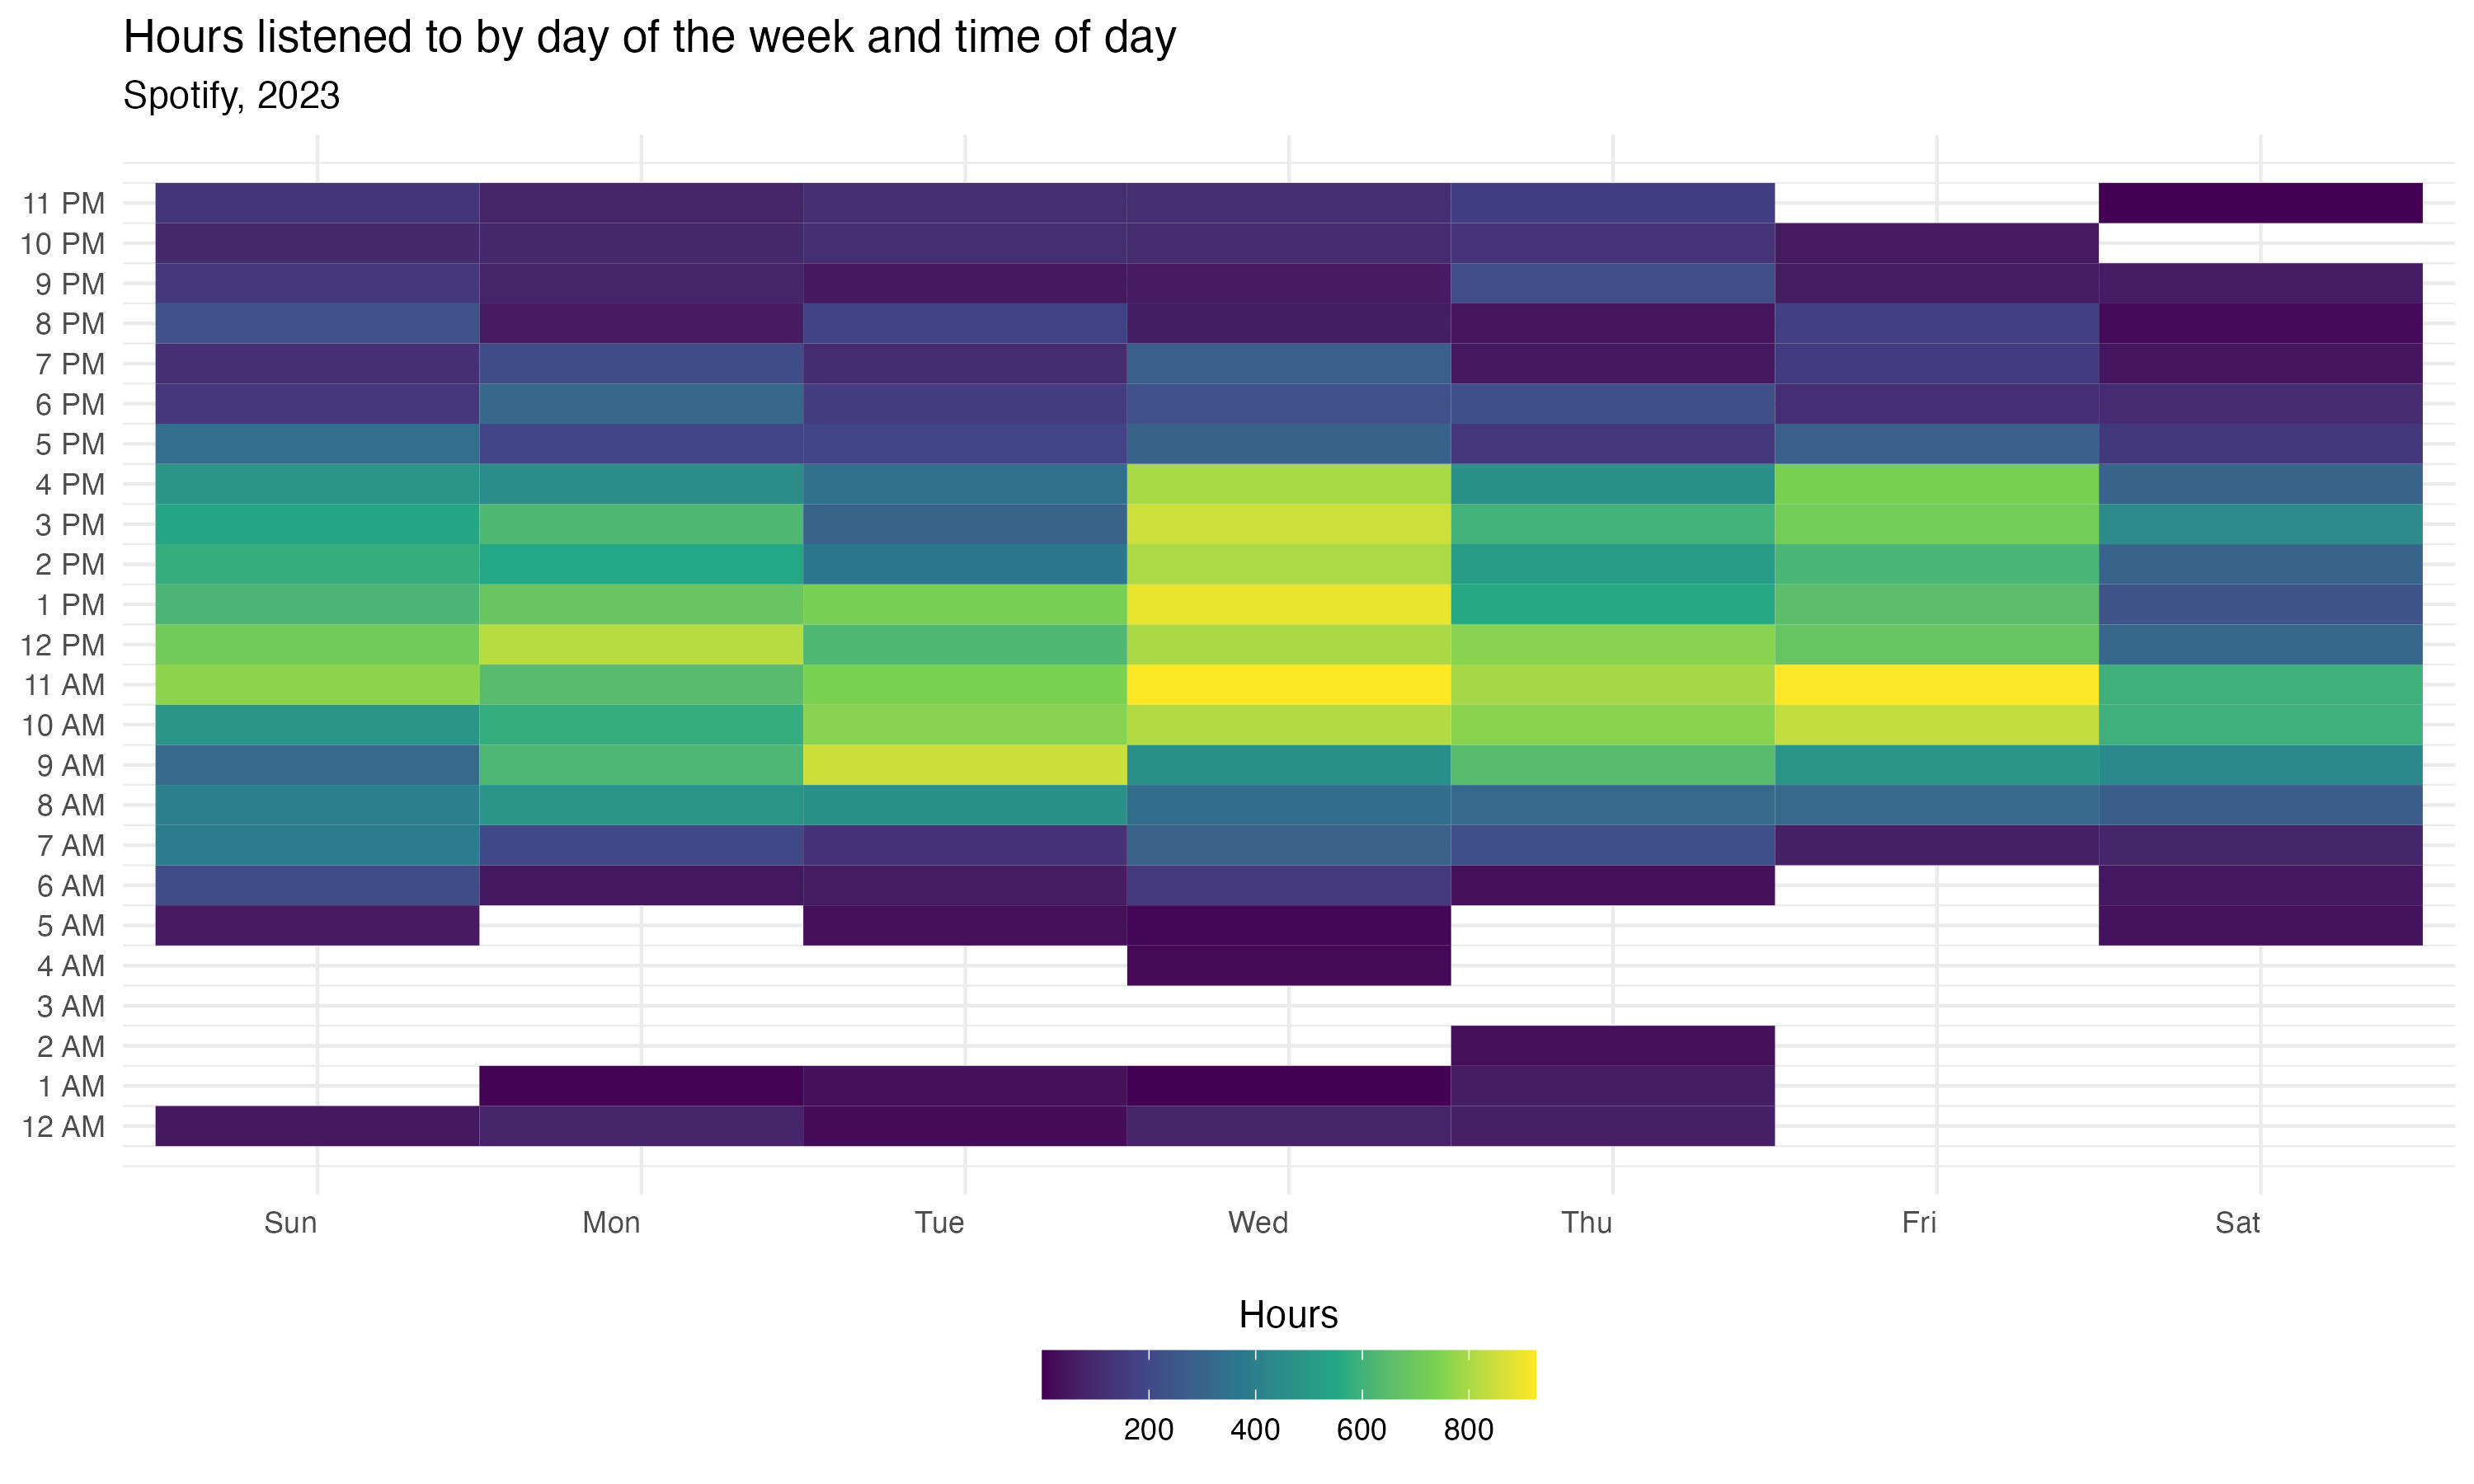 Hours listened to by day of the week and time of day
Spotify, 2023
11 PM
10 PM
9 PM
8 PM
7 PM
6 PM
5 PM
4 PM
3 PM
2 PM
1 PM
12 PM
11 AM
10 AM
9 AM
8 AM
7 AM
6 AM
5 AM
4 AM
3 AM
2 AM
1 AM
12 AM
Sun Mon Tue Wed Thu Fri Sat
Hours
200 400 600 800